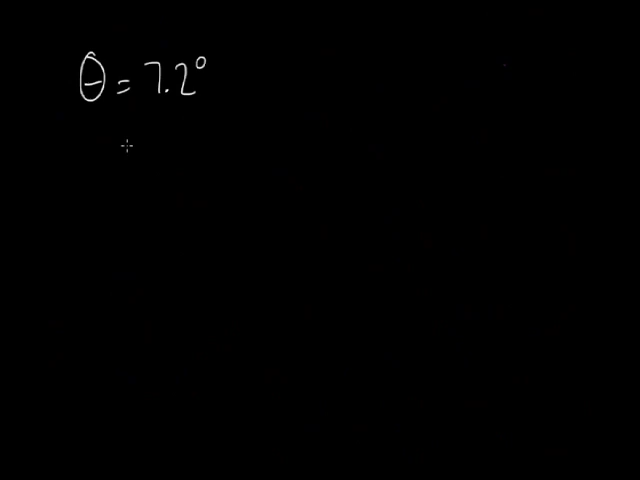 θ = 7.2°